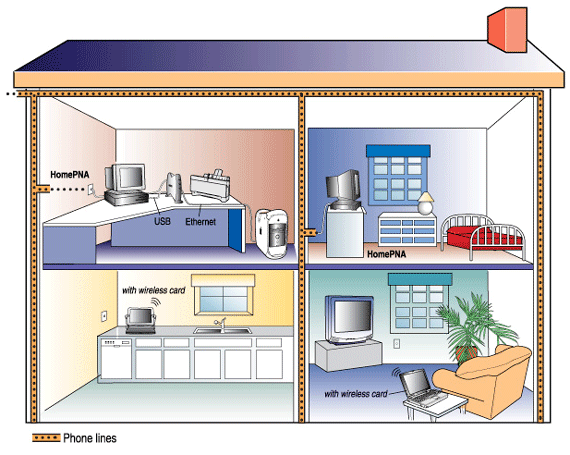 HomePNA
USB
Ethernet
HomePNA
with wireless card
with wireless card
Phone lines